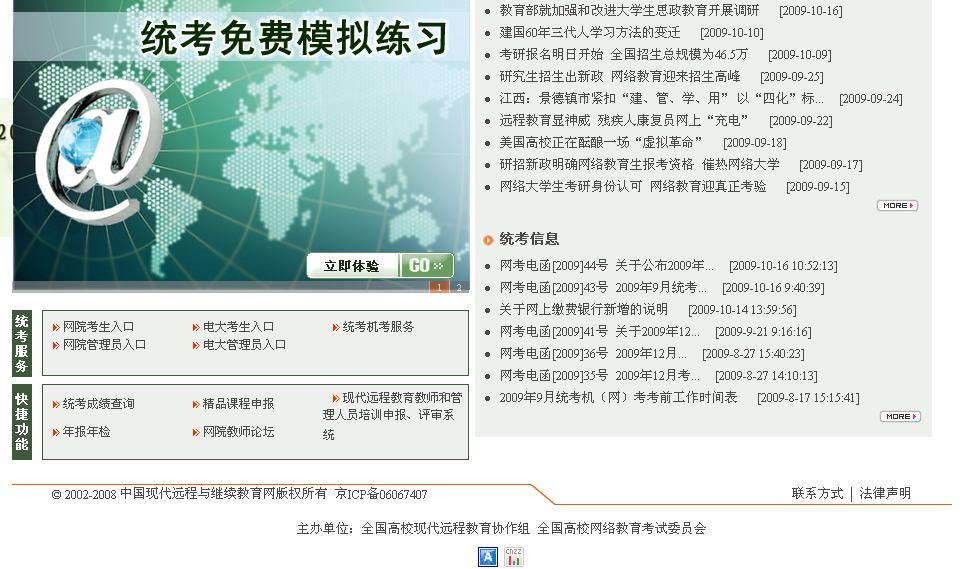 统考免费模拟练习
20
立即体验 GO
1 2
教育部就加强和改进大学生思政教育开展调研 [2009-10-16]
建国60年三代人学习方法的变迁 [2009-10-10]
考研报名明日开始 全国招生总规模为46.5万 [2009-10-09]
研究生招生出新政 网络教育迎来招生高峰 [2009-09-25]
江西：景德镇市紧扣“建、管、学、用” 以“四化”标... [2009-09-24]
远程教育显神威 残疾人康复员网上“充电” [2009-09-22]
美国高校正在酝酿一场“虚拟革命” [2009-09-18]
研招新政明确网络教育生报考资格 催热网络大学 [2009-09-17]
网络大学生考研身份认可 网络教育迎真正考验 [2009-09-15]
MORE
统考信息
网考电函[2009]44号 关于公布2009年... [2009-10-16 10:52:13]
网考电函[2009]43号 2009年9月统考... [2009-10-16 9:40:39]
关于网上缴费银行新增的说明 [2009-10-14 13:59:56]
网考电函[2009]41号 关于2009年12... [2009-9-21 9:16:16]
网考电函[2009]36号 2009年12月... [2009-8-27 15:40:23]
网考电函[2009]35号 2009年12月考... [2009-8-27 14:10:13]
2009年9月统考机（网）考考前工作时间表 [2009-8-17 15:15:41]
MORE
统考服务
网院考生入口 电大考生入口 统考机考服务
网院管理员入口 电大管理员入口
快捷功能
统考成绩查询 精品课程申报 现代远程教育教师和管
理人员培训申报、评审系
统
年报年检 网院教师论坛
© 2002-2008 中国现代远程与继续教育网版权所有 京ICP备06067407
联系方式 | 法律声明
主办单位：全国高校现代远程教育协作组 全国高校网络教育考试委员会
A
CNZZ